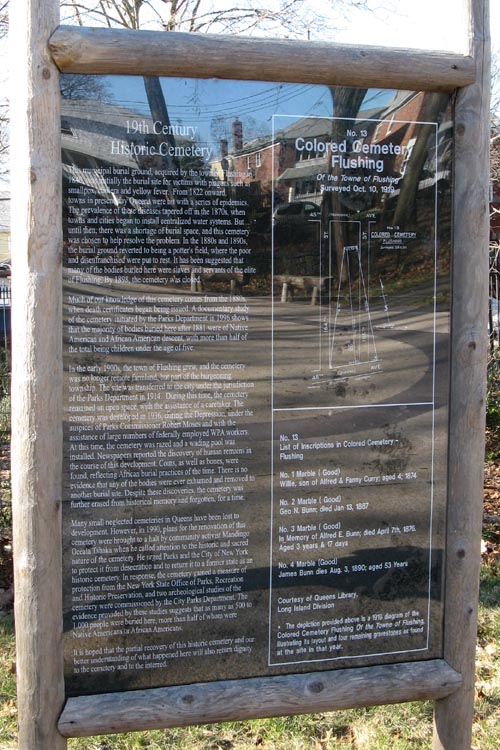 19th Century
Historic Cemetery
This municipal burial ground, acquired by the town of Flushing in
1840, was initially the burial site for victims with plagues such as
smallpox, cholera and yellow fever. From 1822 onward,
towns in present-day Queens were hit with a series of epidemics.
The prevalence of these diseases tapered off in the 1870s, when
towns and cities began to install centralized water systems. But
until then, there was a shortage of burial space, and this cemetery
was chosen to help resolve the problem. In the 1880s and 1890s,
the burial ground reverted to being a potter's field, where the poor
and disenfranchised were put to rest. It has been suggested that
many of the bodies buried here were slaves and servants of the elite
of Flushing. By 1898, the cemetery was closed.
Much of our knowledge of this cemetery comes from the 1880s,
when death certificates began being issued. A documentary study
of the cemetery initiated by the Parks Department in 1996 shows
that the majority of bodies buried here after 1881 were of Native
American and African American descent, with more than half of
the total being children under the age of five.
In the early 1900s, the town of Flushing grew, and the cemetery
was no longer remote farmland, but part of the burgeoning
township. The site was transferred to the city under the jurisdiction
of the Parks Department in 1914. During this time, the cemetery
remained an open space, with the assistance of a caretaker. The
cemetery was developed in 1936, during the Depression, under the
auspices of Parks Commissioner Robert Moses and with the
assistance of large numbers of federally employed WPA workers.
At this time, the cemetery was razed and a wading pool was
installed. Newspapers reported the discovery of human remains in
the course of this development. Coins, as well as bones, were
found, reflecting African burial practices of the time. There is no
evidence that any of the bodies were ever exhumed and removed to
another burial site. Despite these discoveries, the cemetery was
further erased from historical memory and forgotten, for a time.
Many small neglected cemeteries in Queens have been lost to
development. However, in 1996, plans for the renovation of this
cemetery were brought to a halt by community activist Mandingo
Oceola Tshaka when he called attention to the historic and sacred
nature of the cemetery. He urged Parks and the City of New York
to protect it from desecration and to return it to a former state as an
historic cemetery. In response, the cemetery gained a measure of
protection from the New York State Office of Parks, Recreation
and Historic Preservation, and two archeological studies of the
cemetery were commissioned by the City Parks Department. The
evidence provided by these studies suggests that as many as 500 to
1,000 people were buried here, more than half of whom were
Native Americans or African Americans.
It is hoped that the partial recovery of this historic cemetery and our
better understanding of what happened here will also return dignity
to the cemetery and to the interred.
No. 13
Colored Cemetery
Flushing
Of the Towne of Flushing
Surveyed Oct. 10, 1919
AVE.
No 13
COLORED CEMETERY
FLUSHING
AVE.
No. 13
List of Inscriptions in Colored Cemetery -
Flushing
No. 1 Marble ( Good)
Willie, son of Alfred & Fanny Curry; aged 4; 1874
No. 2 Marble ( Good)
Geo N. Bunn; died Jan 13, 1887
No. 3 Marble ( Good)
In Memory of Alfred E. Bunn; died April 7th, 1876.
Aged 3 years & 17 days
No. 4 Marble (Good)
James Bunn dies Aug. 3, 1890; aged 53 Years
Courtesy of Queens Library,
Long Island Division
* The depiction provided above is a 1919 diagram of the
Colored Cemetery Flushing Of the Towne of Flushing,
illustrating its layout and four remaining gravestones as found
at the site in that year.